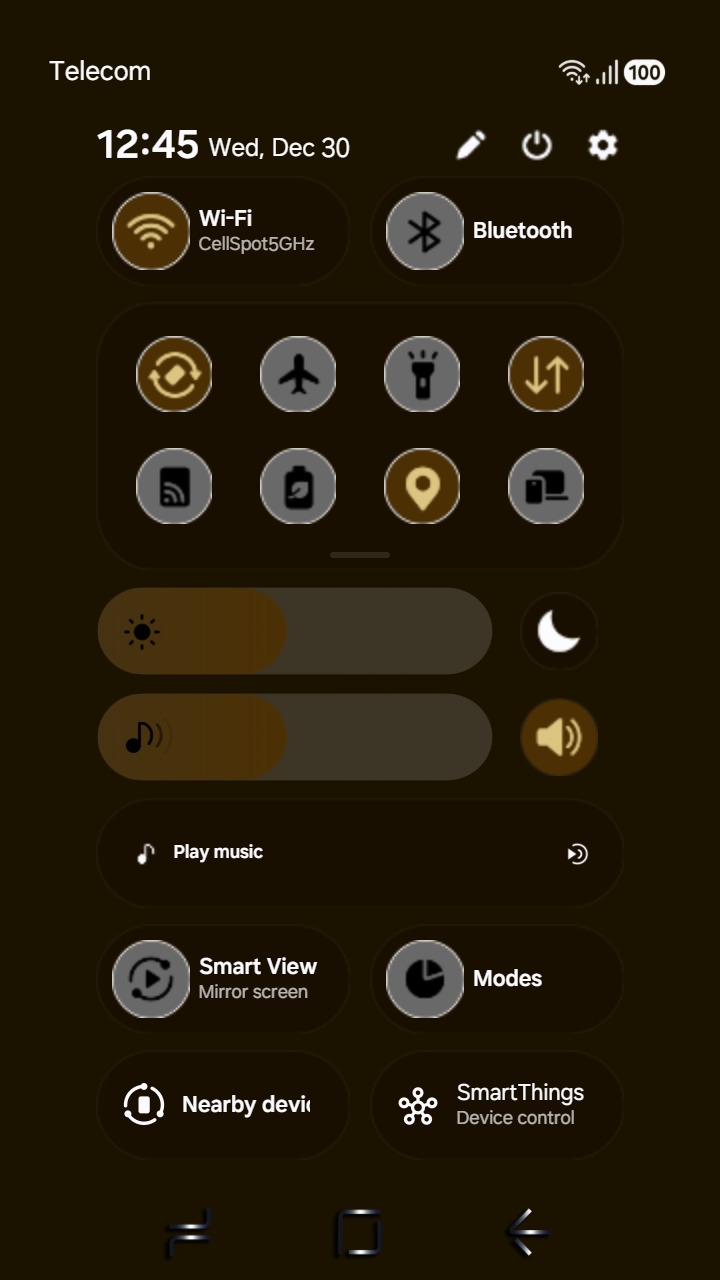 Telecom
100
12:45 Wed, Dec 30
Wi-Fi
CellSpot5GHz
Bluetooth
Play music
Smart View
Mirror screen
Modes
Nearby devi
SmartThings
Device control